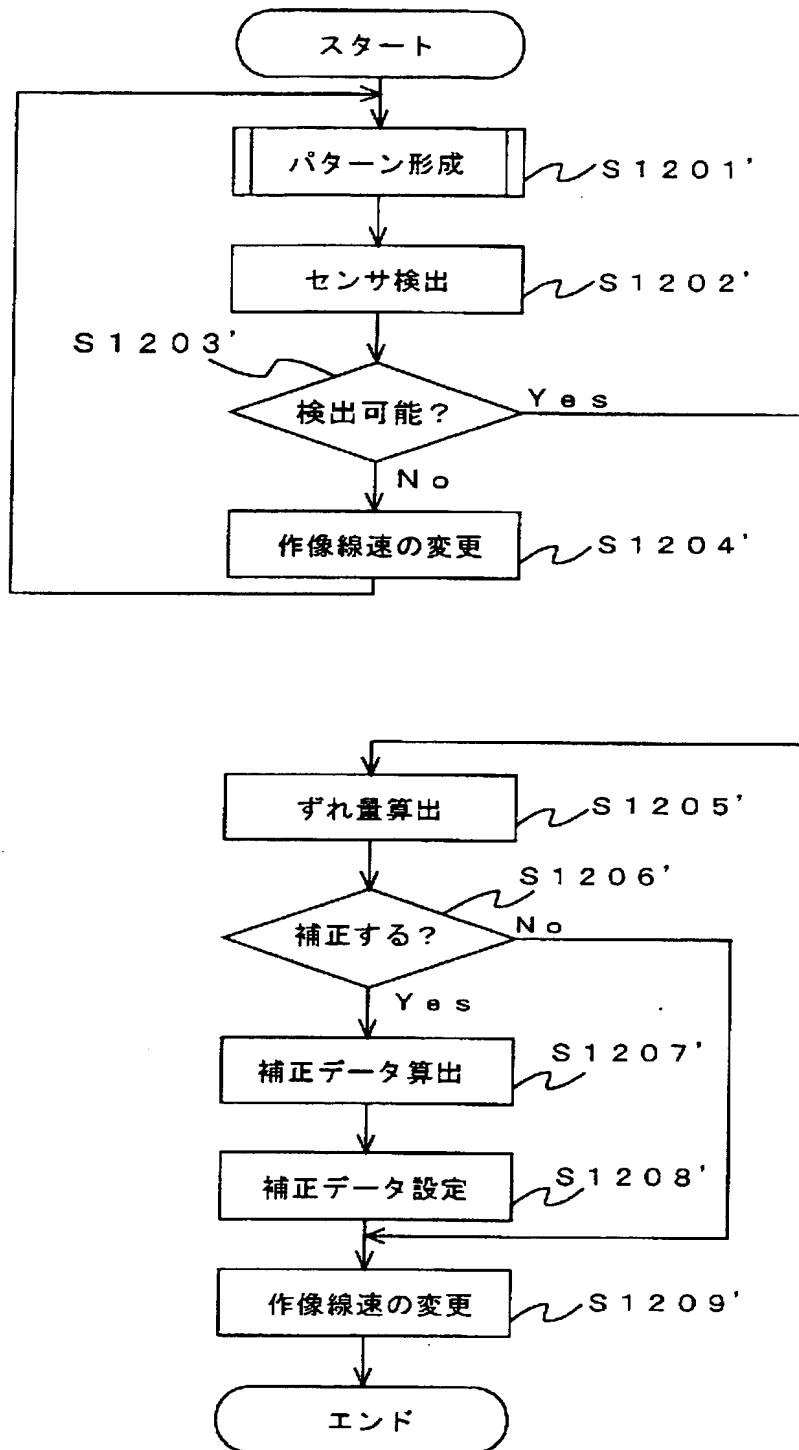 スタート
パターン形成
S1201'
センサ検出
S1202'
S1203'
検出可能？
Yes
No
作像線速の変更
S1204'
ずれ量算出
S1205'
S1206'
補正する？
No
Yes
補正データ算出
S1207'
補正データ設定
S1208'
作像線速の変更
S1209'
エンド